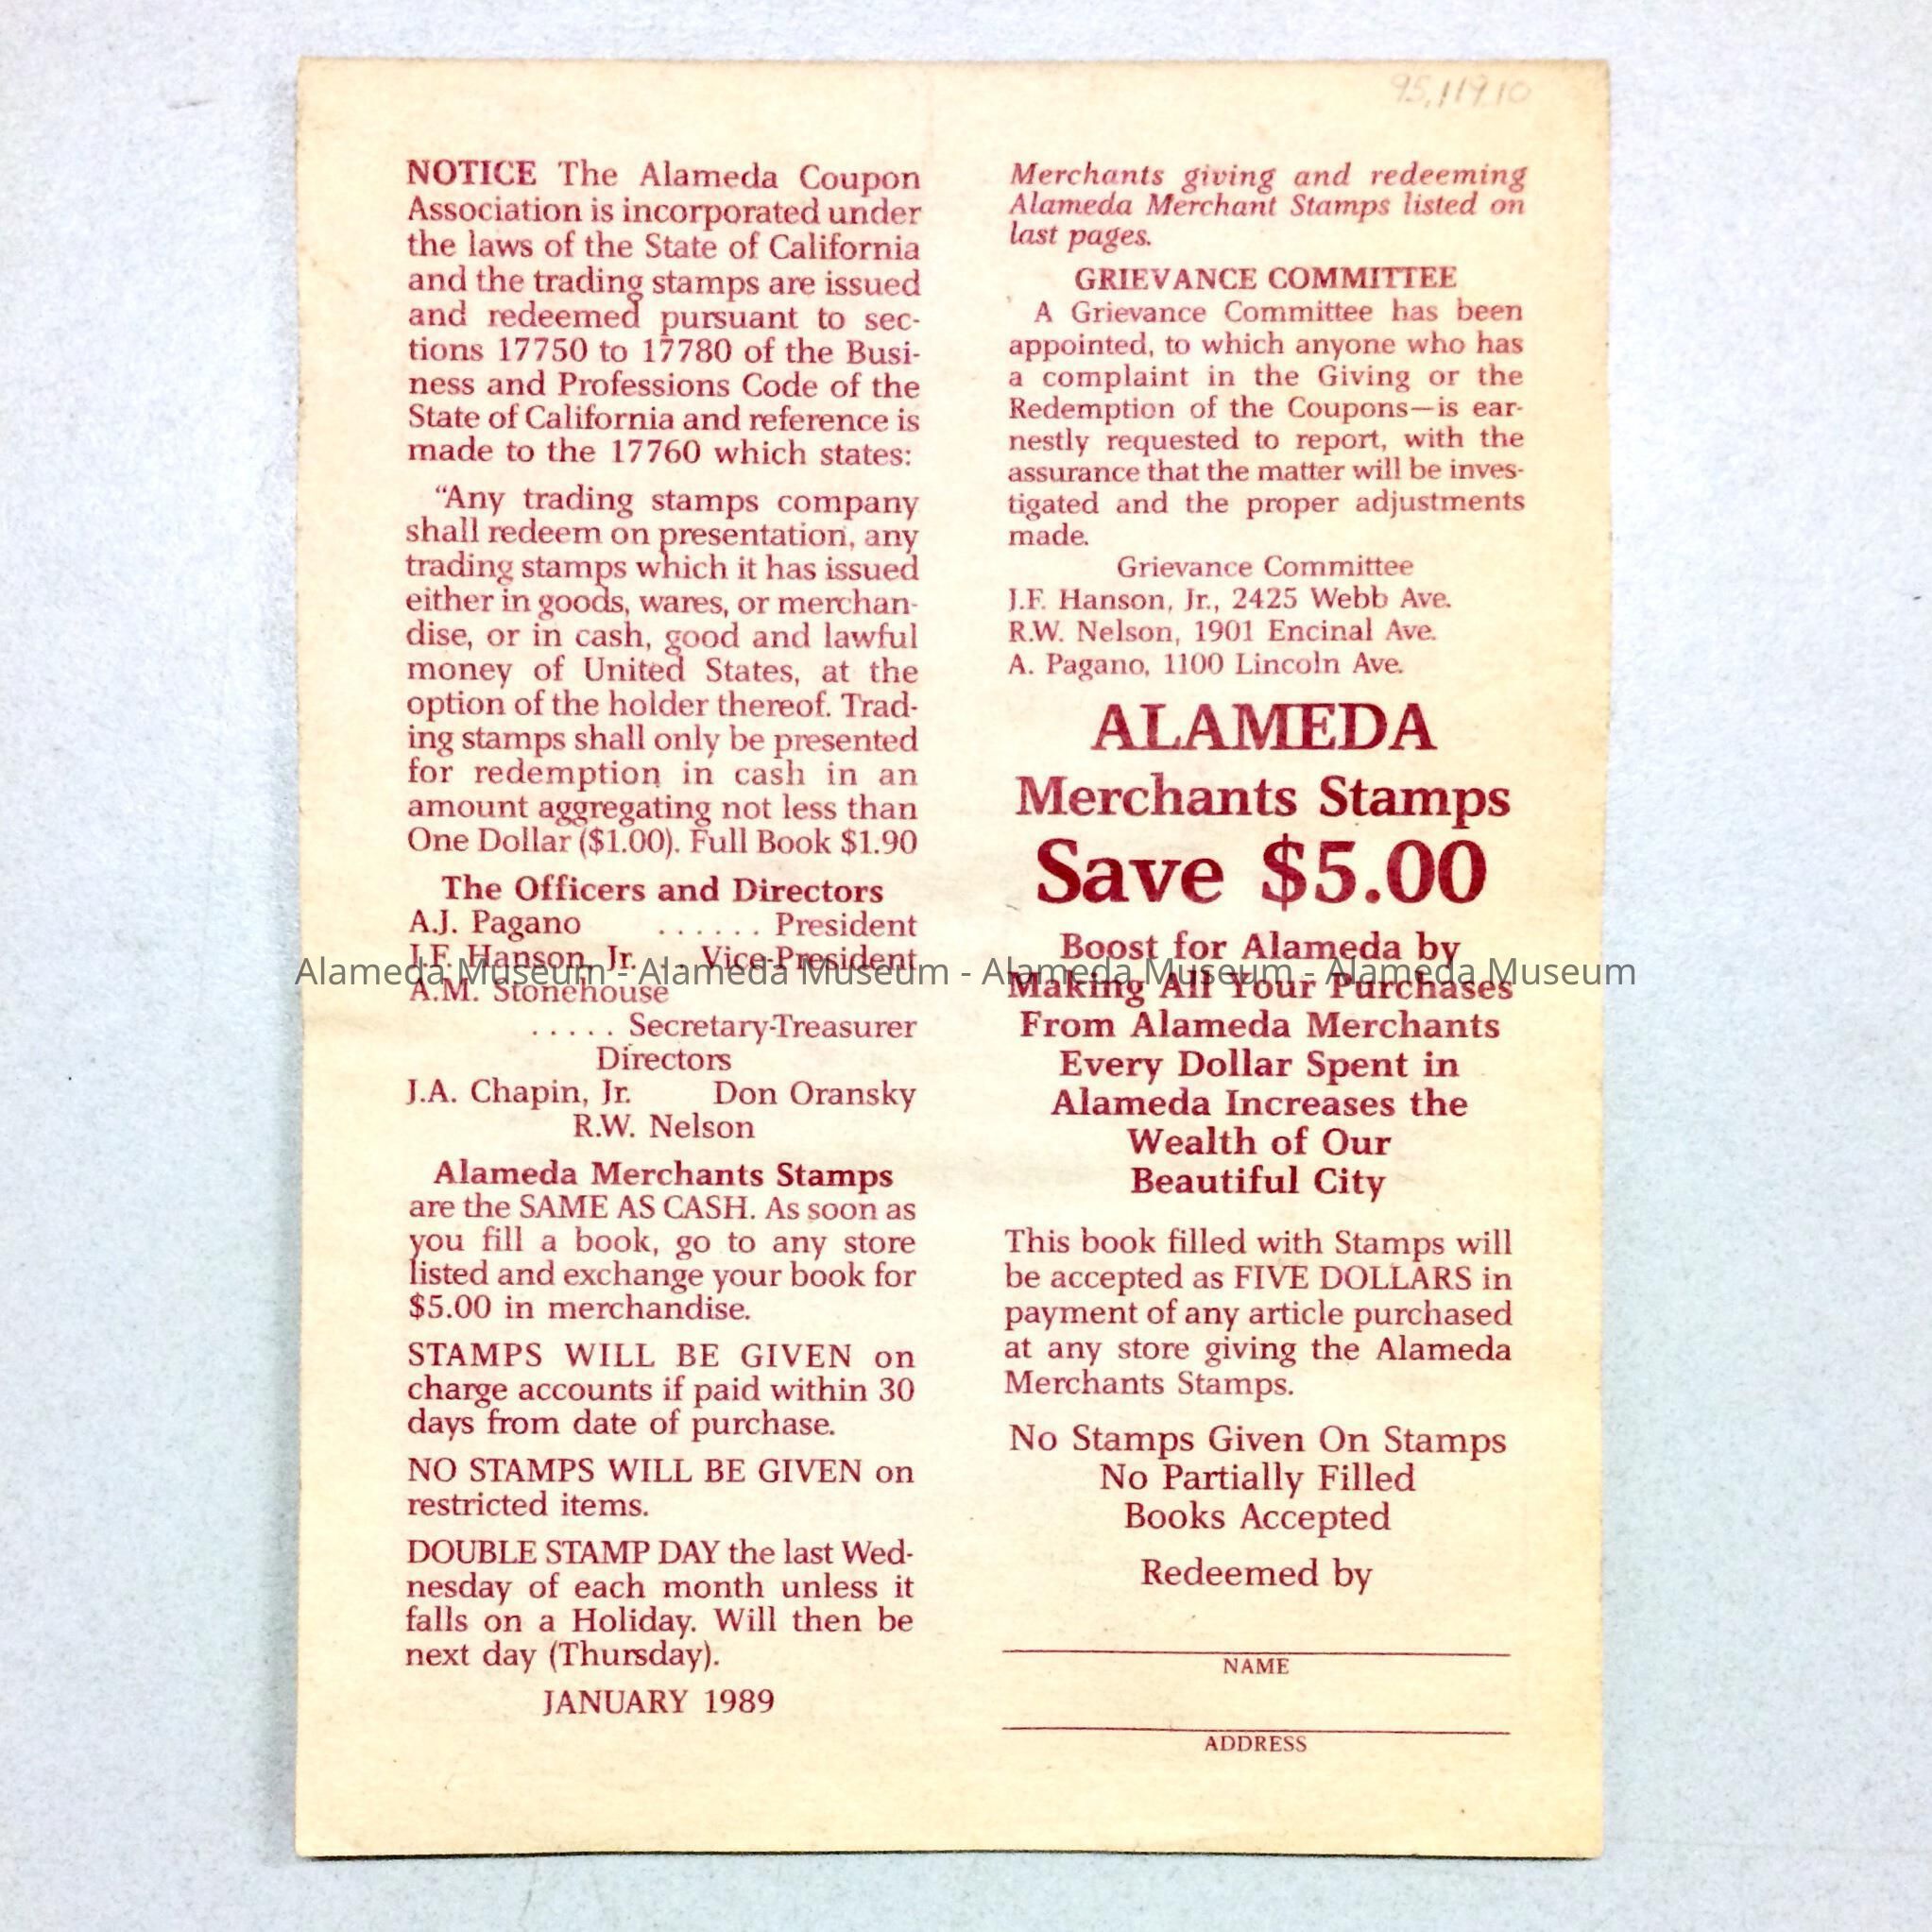 95.119.10
NOTICE The Alameda Coupon
Association is incorporated under
the laws of the State of California
and the trading stamps are issued
and redeemed pursuant to sec-
tions 17750 to 17780 of the Busi-
ness and Professions Code of the
State of California and reference is
made to the 17760 which states:
“Any trading stamps company
shall redeem on presentation, any
trading stamps which it has issued
either in goods, wares, or merchan-
dise, or in cash, good and lawful
money of United States, at the
option of the holder thereof. Trad-
ing stamps shall only be presented
for redemption in cash in an
amount aggregating not less than
One Dollar ($1.00). Full Book $1.90
The Officers and Directors
A.J. Pagano ...... President
J.F. Hanson, Jr. .. Vice-President
A.M. Stonehouse
..... Secretary-Treasurer
Directors
J.A. Chapin, Jr. Don Oransky
R.W. Nelson
Alameda Merchants Stamps
are the SAME AS CASH. As soon as
you fill a book, go to any store
listed and exchange your book for
$5.00 in merchandise.
STAMPS WILL BE GIVEN on
charge accounts if paid within 30
days from date of purchase.
NO STAMPS WILL BE GIVEN on
restricted items.
DOUBLE STAMP DAY the last Wed-
nesday of each month unless it
falls on a Holiday. Will then be
next day (Thursday).
JANUARY 1989
Merchants giving and redeeming
Alameda Merchant Stamps listed on
last pages.
GRIEVANCE COMMITTEE
A Grievance Committee has been
appointed, to which anyone who has
a complaint in the Giving or the
Redemption of the Coupons—is ear-
nestly requested to report, with the
assurance that the matter will be inves-
tigated and the proper adjustments
made.
Grievance Committee
J.F. Hanson, Jr., 2425 Webb Ave.
R.W. Nelson, 1901 Encinal Ave.
A. Pagano, 1100 Lincoln Ave.
ALAMEDA
Merchants Stamps
Save $5.00
Boost for Alameda by
Making All Your Purchases
From Alameda Merchants
Every Dollar Spent in
Alameda Increases the
Wealth of Our
Beautiful City
This book filled with Stamps will
be accepted as FIVE DOLLARS in
payment of any article purchased
at any store giving the Alameda
Merchants Stamps.
No Stamps Given On Stamps
No Partially Filled
Books Accepted
Redeemed by
NAME
ADDRESS
Alameda Museum - Alameda Museum - Alameda Museum - Alameda Museum